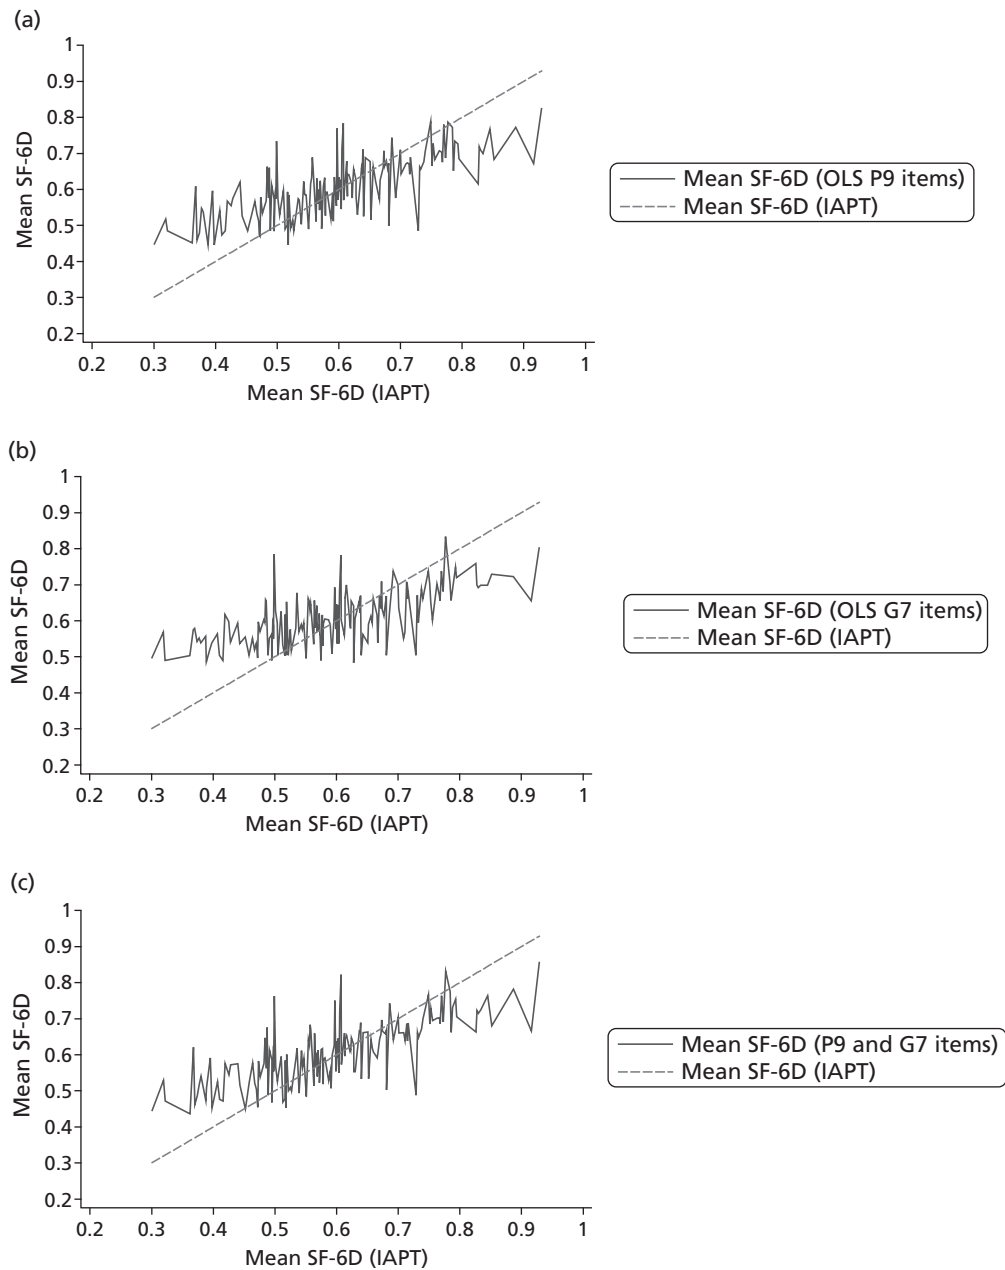 (a)
1
0.9
0.8
0.7
0.6
0.5
0.4
0.3
0.2
Mean SF-6D
0.2 0.3 0.4 0.5 0.6 0.7 0.8 0.9 1
Mean SF-6D (IAPT)
Mean SF-6D (OLS P9 items)
Mean SF-6D (IAPT)
(b)
1
0.9
0.8
0.7
0.6
0.5
0.4
0.3
0.2
Mean SF-6D
0.2 0.3 0.4 0.5 0.6 0.7 0.8 0.9 1
Mean SF-6D (IAPT)
Mean SF-6D (OLS G7 items)
Mean SF-6D (IAPT)
(c)
1
0.9
0.8
0.7
0.6
0.5
0.4
0.3
0.2
Mean SF-6D
0.2 0.3 0.4 0.5 0.6 0.7 0.8 0.9 1
Mean SF-6D (IAPT)
Mean SF-6D (P9 and G7 items)
Mean SF-6D (IAPT)